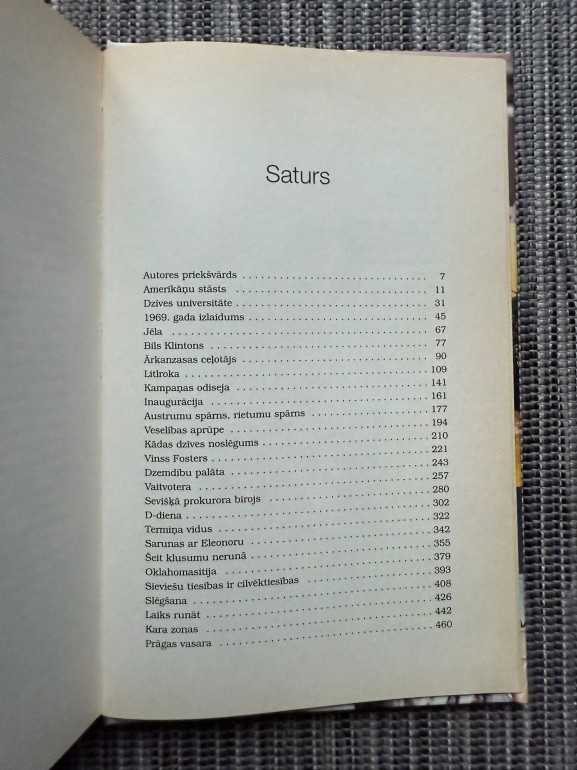 Saturs
Autores priekšvārds 7
Amerikāņu stāsts 11
Dzīves universitāte 31
1969. gada izlaidums 45
Jēla 67
Bils Klintons 77
Ārkanzasas ceļotājs 90
Litlroka 109
Kampaņas odiseja 141
Inaugurācija 161
Austrumu spārns, rietumu spārns 177
Veselības aprūpe 194
Kādas dzīves noslēgums 210
Vinss Fosters 221
Dzemdību palāta 243
Vaitvotera 257
Sevišķā prokurora birojs 280
D-diena 302
Termiņa vidus 322
Sarunas ar Eleonoru 342
Šeit klusumu nerunā 355
Oklahomasitija 379
Sieviešu tiesības ir cilvēktiesības 393
Slēgšana 408
Laiks runāt 426
Kara zonas 442
Prāgas vasara 460